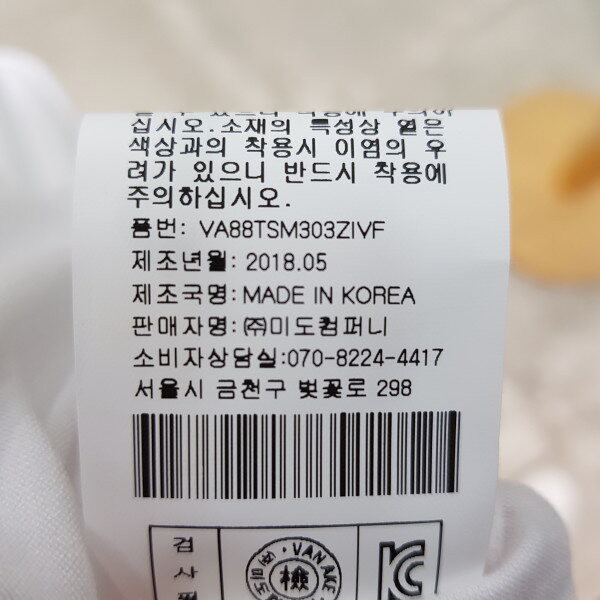 십시오.소재의 특성상 옅은
색상과의 착용시 이염의 우
려가 있으니 반드시 착용에
주의하십시오.
품번: VA88TSM303ZIVF
제조년월: 2018.05
제조국명: MADE IN KOREA
판매자명: ㈜미도컴퍼니
소비자상담실:070-8224-4417
서울시 금천구 벚꽃로 298
검
사
VAN
檢
KC